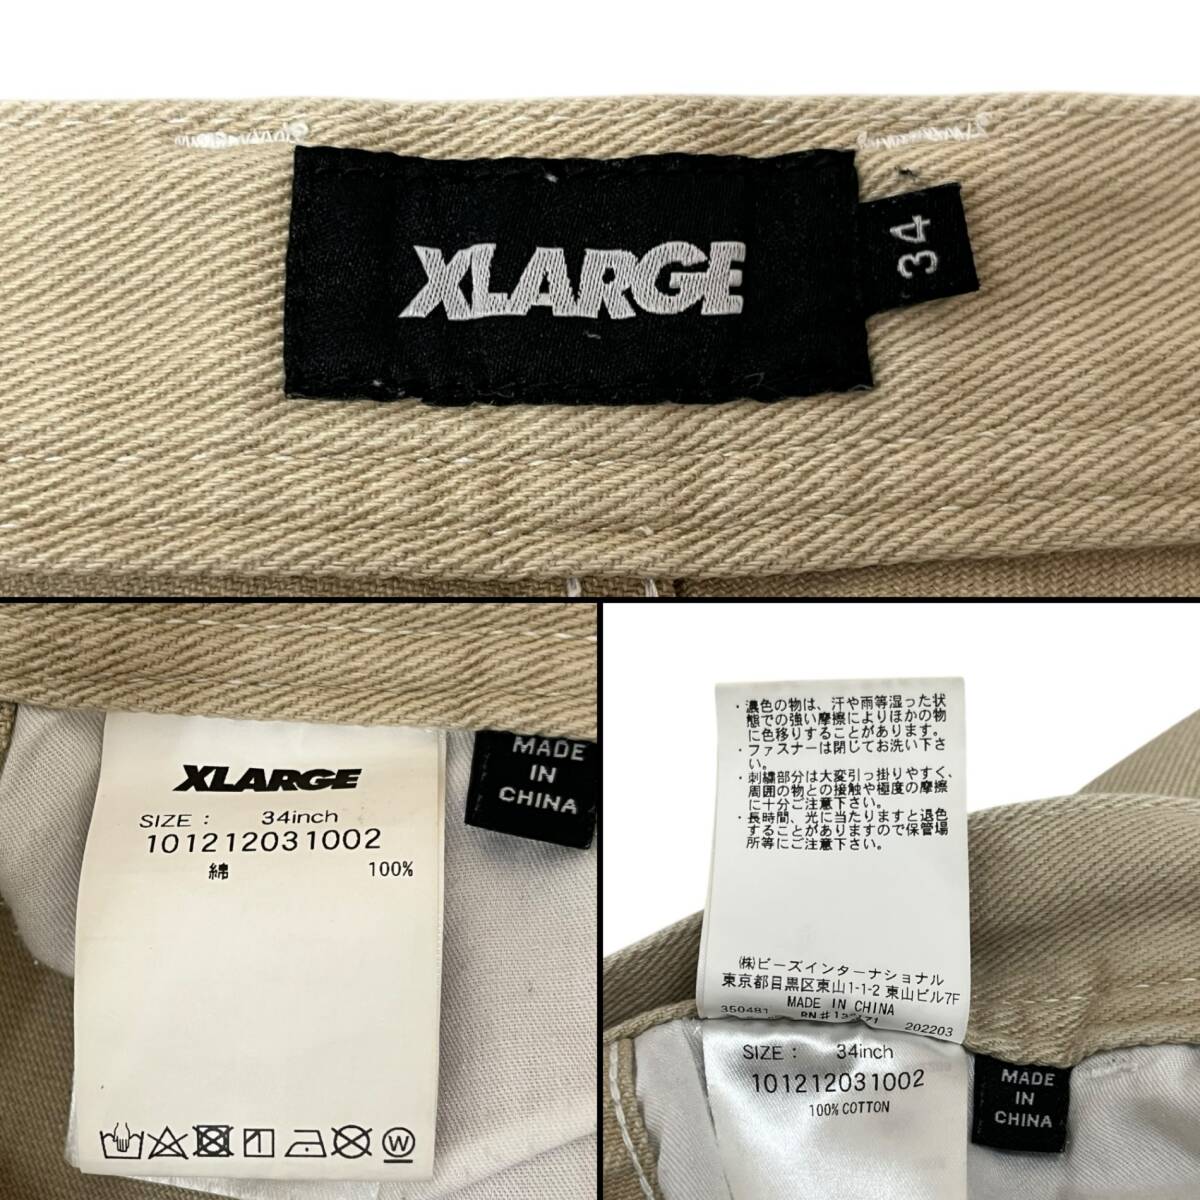 XLARGE
34
XLARGE
SIZE : 34inch
101212031002
綿 100%
W
MADE
IN
CHINA
・濃色の物は、汗や雨等湿った状
態での強い摩擦によりほかの物
に色移りすることがあります。
・ファスナーは閉じてお洗い下さ
い。
・刺繍部分は大変引っ掛りやすく、
周囲の物との接触や極度の摩擦
に十分ご注意下さい。
・長時間、光に当たりますと退色
することがありますので保管場
所等にご注意下さい。
(株)ビーズインターナショナル
東京都目黒区東山1-1-2 東山ビル7F
MADE IN CHINA
350481 RN# 202203
SIZE : 34inch
101212031002
100% COTTON
MADE
IN
CHINA